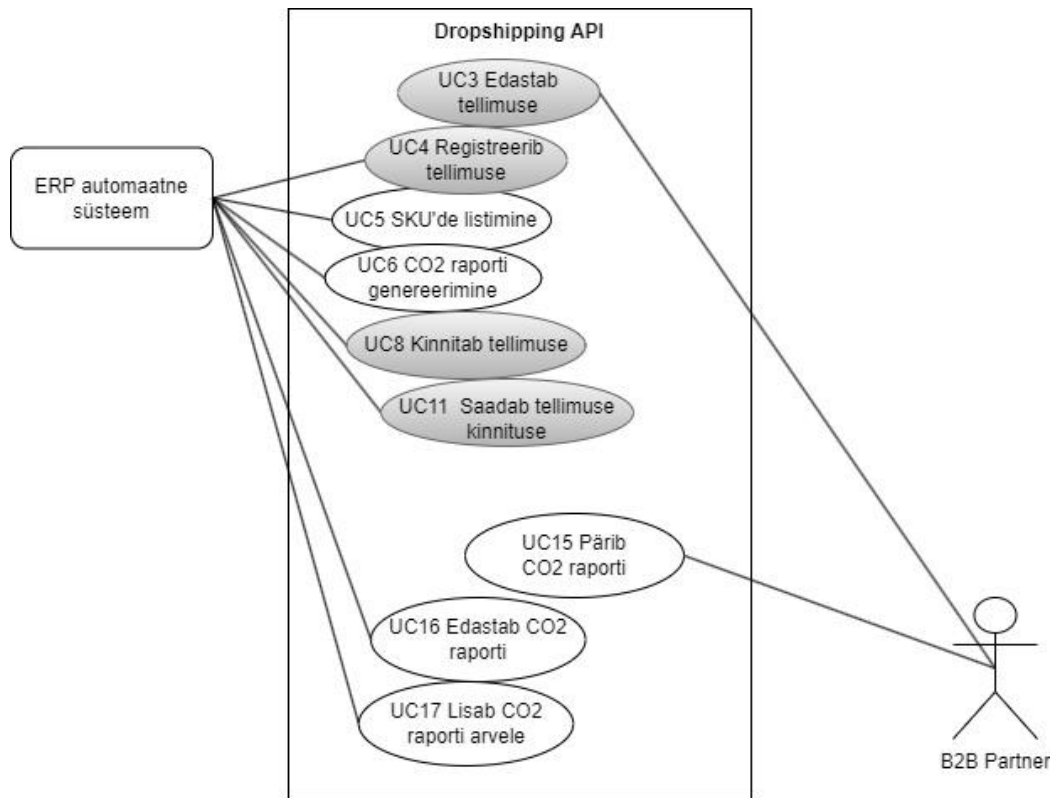 Dropshipping API
UC3 Edastab
tellimuse
ERP automaatne
süsteem
UC4 Registreerib
tellimuse
UC5 SKU'de listimine
UC6 CO2 raporti
genereerimine
UC8 Kinnitab tellimuse
UC11 Saadab tellimuse
kinnituse
UC15 Pärib
CO2 raporti
UC16 Edastab CO2
raporti
UC17 Lisab CO2
raporti arvele
B2B Partner